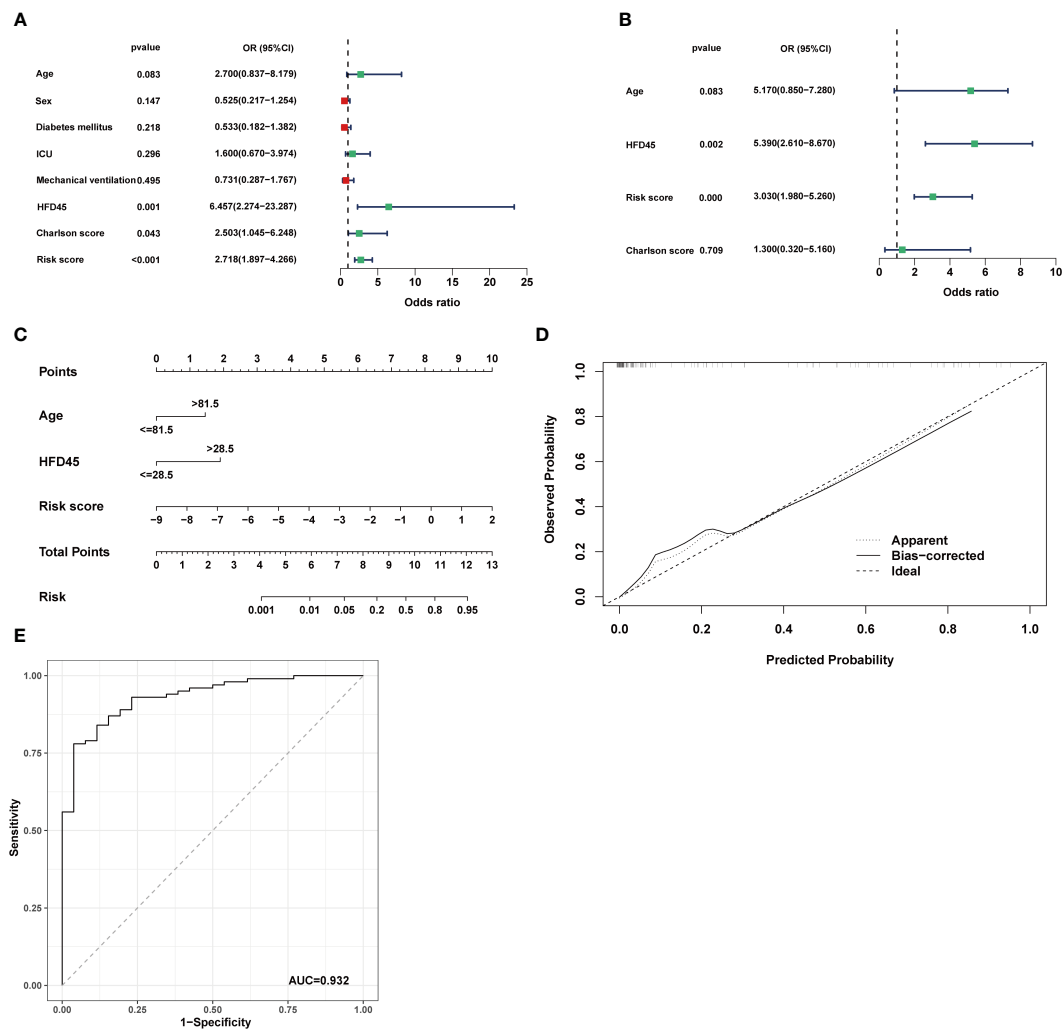 A
pvalue OR (95%CI)
Age 0.083 2.700(0.837−8.179)
Sex 0.147 0.525(0.217−1.254)
Diabetes mellitus 0.218 0.533(0.182−1.382)
ICU 0.296 1.600(0.670−3.974)
Mechanical ventilation 0.495 0.731(0.287−1.767)
HFD45 0.001 6.457(2.274−23.287)
Charlson score 0.043 2.503(1.045−6.248)
Risk score <0.001 2.718(1.897−4.266)
0 5 10 15 20 25
Odds ratio
B
pvalue OR (95%CI)
Age 0.083 5.170(0.850−7.280)
HFD45 0.002 5.390(2.610−8.670)
Risk score 0.000 3.030(1.980−5.260)
Charlson score 0.709 1.300(0.320−5.160)
0 2 4 6 8 10
Odds ratio
C
Points 0 1 2 3 4 5 6 7 8 9 10
Age
>81.5
<=81.5
HFD45
>28.5
<=28.5
Risk score
−9 −8 −7 −6 −5 −4 −3 −2 −1 0 1 2
Total Points
0 1 2 3 4 5 6 7 8 9 10 11 12 13
Risk
0.001 0.01 0.05 0.2 0.5 0.8 0.95
D
Observed Probability
1.0
0.8
0.6
0.4
0.2
0.0
Apparent
Bias−corrected
Ideal
0.0 0.2 0.4 0.6 0.8 1.0
Predicted Probability
E
Sensitivity
1.00
0.75
0.50
0.25
0.00
AUC=0.932
0.00 0.25 0.50 0.75 1.00
1−Specificity